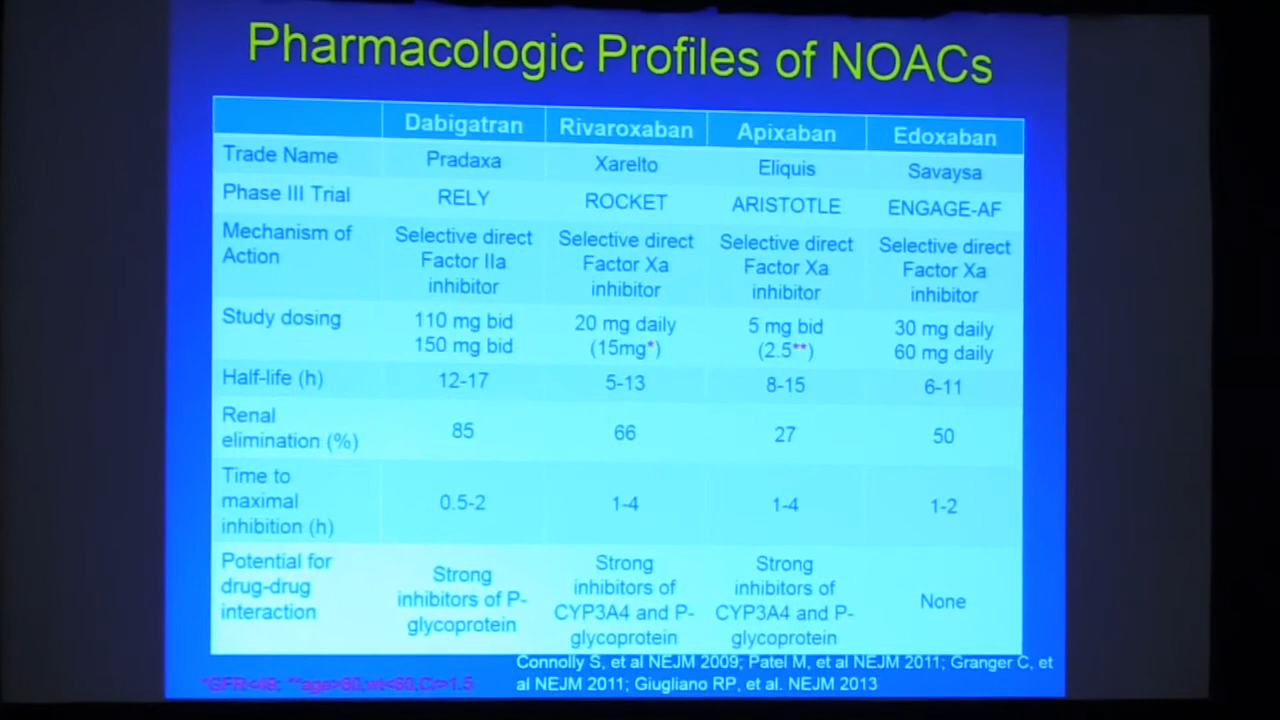 Pharmacologic Profiles of NOACs
Dabigatran Rivaroxaban Apixaban Edoxaban
Trade Name Pradaxa Xarelto Eliquis Savaysa
Phase III Trial RELY ROCKET ARISTOTLE ENGAGE-AF
Mechanism of Selective direct Selective direct Selective direct Selective direct
Action Factor IIa Factor Xa Factor Xa Factor Xa
inhibitor inhibitor inhibitor inhibitor
Study dosing 110 mg bid 20 mg daily 5 mg bid 30 mg daily
150 mg bid (15mg*) (2.5**) 60 mg daily
Half-life (h) 12-17 5-13 8-15 6-11
Renal
elimination (%) 85 66 27 50
Time to
maximal 0.5-2 1-4 1-4 1-2
inhibition (h)
Potential for Strong Strong Strong
drug-drug inhibitors of P- inhibitors of inhibitors of None
interaction glycoprotein CYP3A4 and P- CYP3A4 and P-
glycoprotein glycoprotein
Connolly S, et al NEJM 2009; Patel M, et al NEJM 2011; Granger C, et
al NEJM 2011; Giugliano RP, et al. NEJM 2013